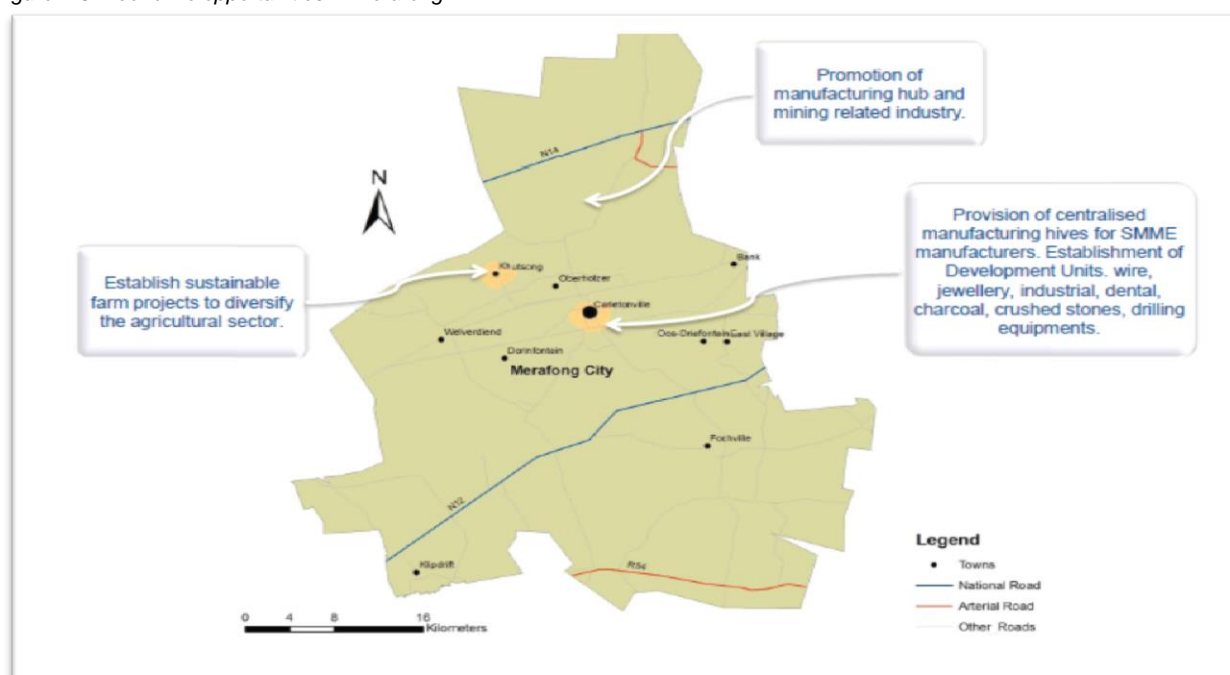 Promotion of
manufacturing hub and
mining related industry.
N14
N
Provision of centralised
manufacturing hives for SMME
manufacturers. Establishment of
Development Units. wire,
jewellery, industrial, dental,
charcoal, crushed stones, drilling
equipments.
Establish sustainable
farm projects to diversify
the agricultural sector.
Khutsong
Bank
Oberholzer
Carletonville
Welverdiend
Oos-Driefontein
East Village
Dornfontein
Merafong City
Fochville
N12
Klipdrift
R54
Legend
Towns
National Road
Arterial Road
Other Roads
0 4 8 16
Kilometers